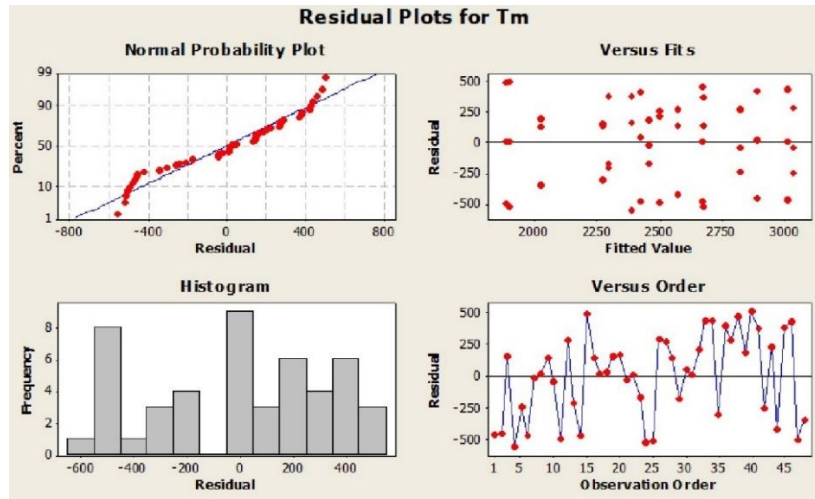 Residual Plots for Tm
Normal Probability Plot
99
90
50
10
1
Percent
-800 -400 0 400 800
Residual
Versus Fits
500
250
0
-250
-500
Residual
2000 2250 2500 2750 3000
Fitted Value
Histogram
8
6
4
2
0
Frequency
-600 -400 -200 0 200 400
Residual
Versus Order
500
250
0
-250
-500
Residual
1 5 10 15 20 25 30 35 40 45
Observation Order